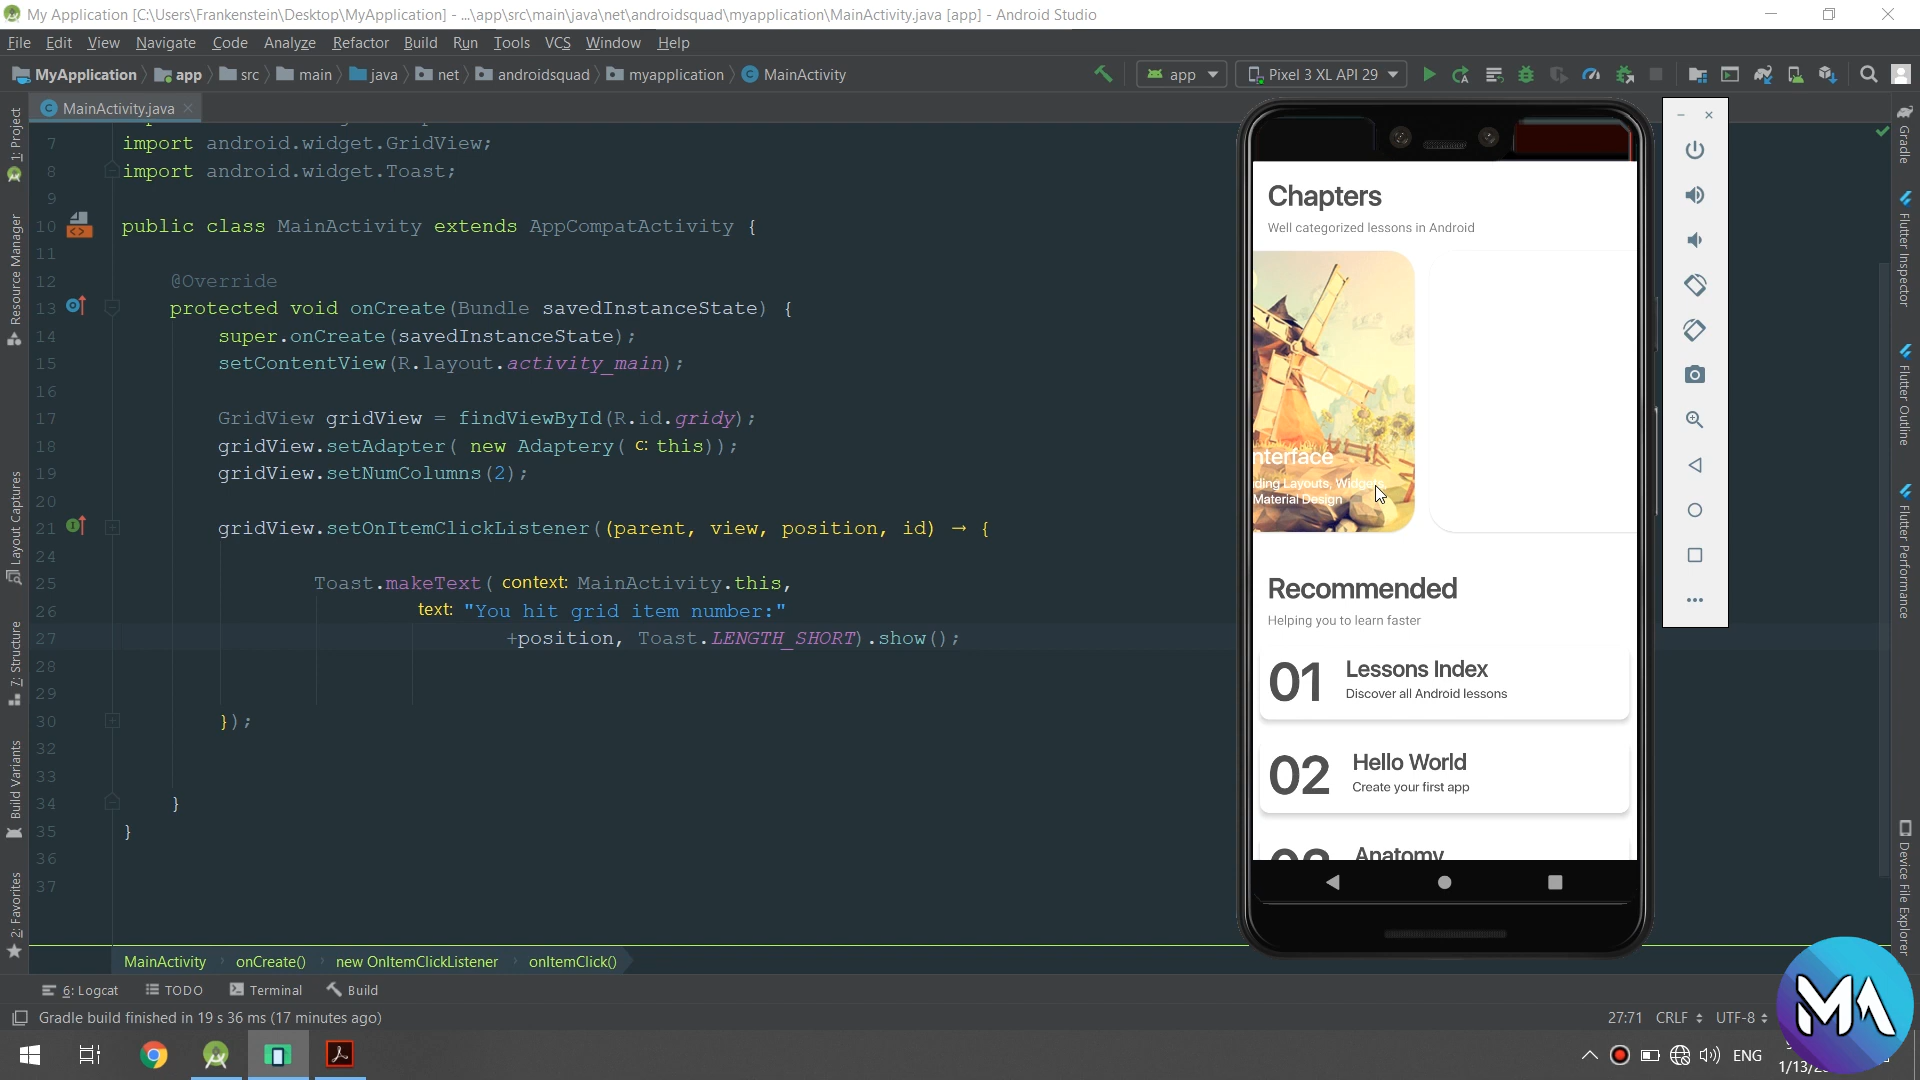 My Application [C:\Users\Frankenstein\Desktop\MyApplication] - ...\app\src\main\java\net\androidsquad\myapplication\MainActivity.java [app] - Android Studio
File Edit View Navigate Code Analyze Refactor Build Run Tools VCS Window Help
MyApplication app src main java net androidsquad myapplication MainActivity
app Pixel 3 XL API 29
MainActivity.java
7 import android.widget.GridView;
8 import android.widget.Toast;
9
10 public class MainActivity extends AppCompatActivity {
11
12 @Override
13 protected void onCreate(Bundle savedInstanceState) {
14 super.onCreate(savedInstanceState);
15 setContentView(R.layout.activity_main);
16
17 GridView gridView = findViewById(R.id.gridy);
18 gridView.setAdapter( new Adaptery( c: this));
19 gridView.setNumColumns(2);
20
21 gridView.setOnItemClickListener((parent, view, position, id) → {
24
25 Toast.makeText( context: MainActivity.this,
26 text: "You hit grid item number:"
27 +position, Toast.LENGTH_SHORT).show();
28
29
30 });
32
33
34 }
35 }
36
37
1: Project
Resource Manager
Layout Captures
7: Structure
Build Variants
2: Favorites
Chapters
Well categorized lessons in Android
nterface
ding Layouts, Widgets,
Material Design
Recommended
Helping you to learn faster
01 Lessons Index
Discover all Android lessons
02 Hello World
Create your first app
03 Anatomy
Gradle
Flutter Inspector
Flutter Outline
Flutter Performance
Device File Explorer
MainActivity onCreate() new OnItemClickListener onItemClick()
6: Logcat TODO Terminal Build
Gradle build finished in 19 s 36 ms (17 minutes ago)
27:71 CRLF UTF-8
ENG
MA